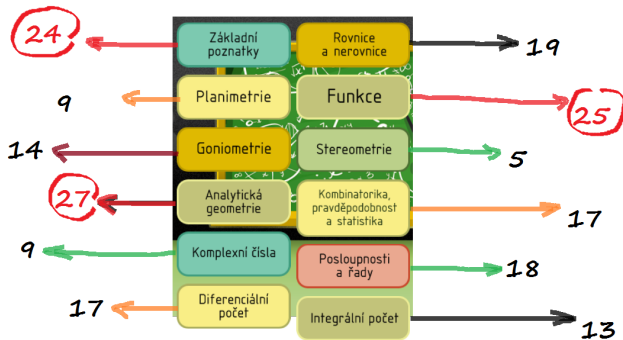 24
Základní
poznatky
Rovnice
a nerovnice
19
9
Planimetrie
Funkce
25
14
Goniometrie
Stereometrie
5
27
Analytická
geometrie
Kombinatorika,
pravděpodobnost
a statistika
17
9
Komplexní čísla
Posloupnosti
a řady
18
17
Diferenciální
počet
Integrální počet
13